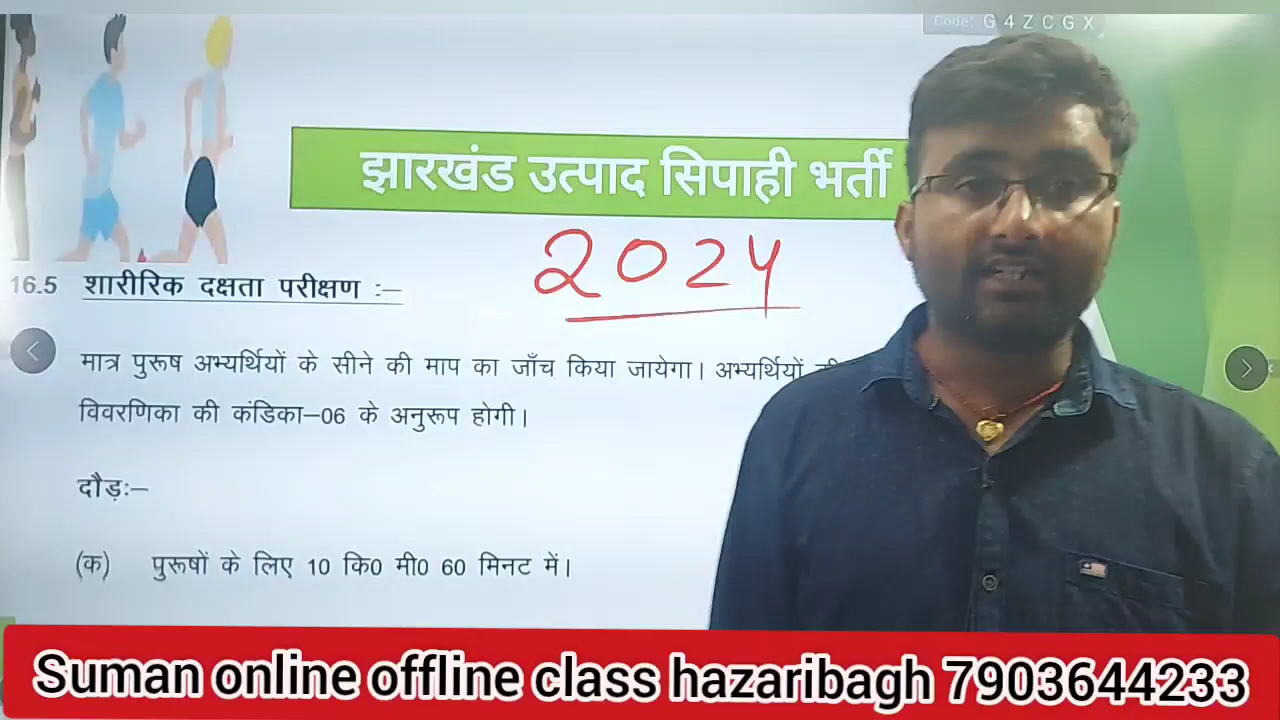 Code: G4ZCGX
झारखंड उत्पाद सिपाही भर्ती
2024
16.5 शारीरिक दक्षता परीक्षण :—
मात्र पुरूष अभ्यर्थियों के सीने की माप का जाँच किया जायेगा। अभ्यर्थियों
विवरणिका की कंडिका–06 के अनुरूप होगी।
दौड़ः—
(क) पुरूषों के लिए 10 कि0 मी0 60 मिनट में।
Suman online offline class hazaribagh 7903644233